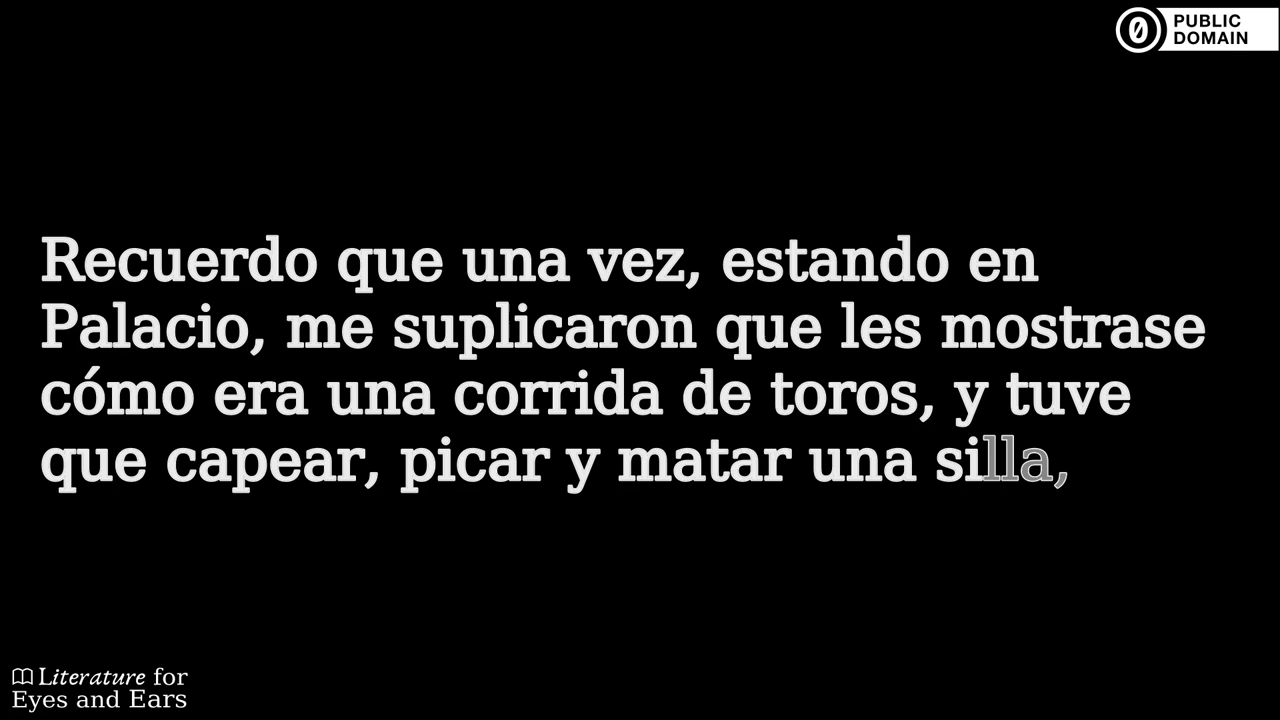 PUBLIC
DOMAIN
Recuerdo que una vez, estando en
Palacio, me suplicaron que les mostrase
cómo era una corrida de toros, y tuve
que capear, picar y matar una silla,
Literature for
Eyes and Ears